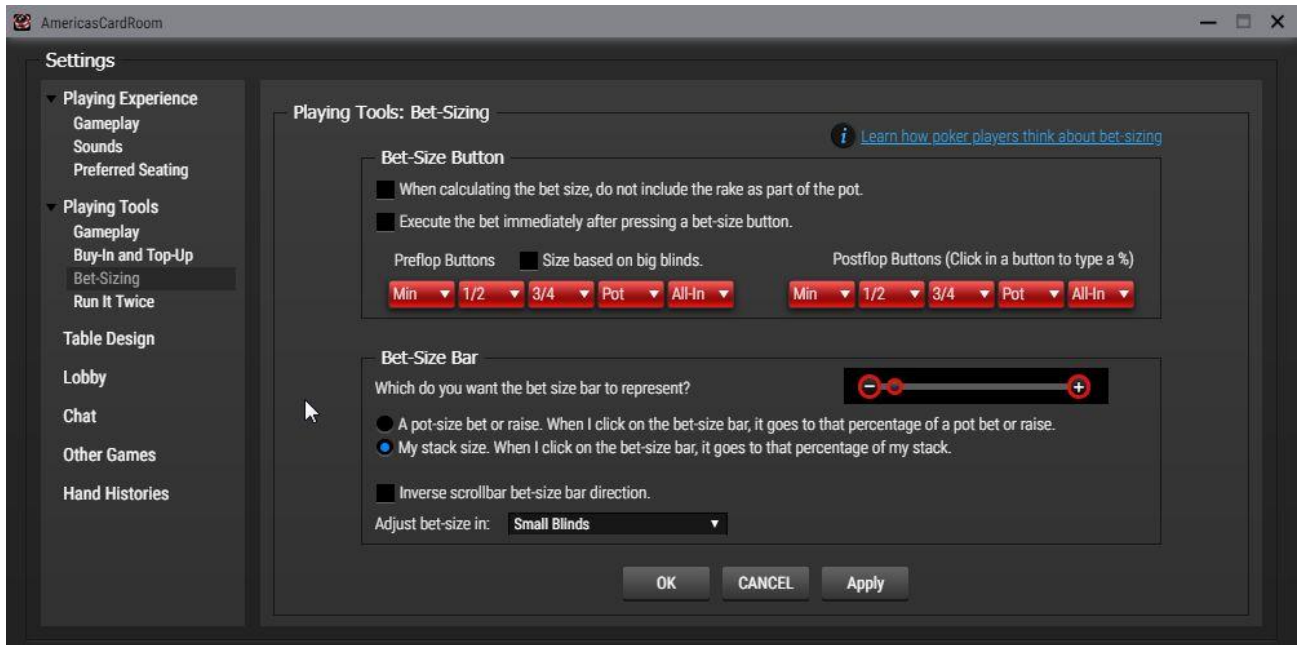 AmericasCardRoom
Settings
Playing Experience
Gameplay
Sounds
Preferred Seating
Playing Tools
Gameplay
Buy-In and Top-Up
Bet-Sizing
Run It Twice
Table Design
Lobby
Chat
Other Games
Hand Histories
Playing Tools: Bet-Sizing
i Learn how poker players think about bet-sizing
Bet-Size Button
When calculating the bet size, do not include the rake as part of the pot.
Execute the bet immediately after pressing a bet-size button.
Preflop Buttons Size based on big blinds. Postflop Buttons (Click in a button to type a %)
Min 1/2 3/4 Pot All-In Min 1/2 3/4 Pot All-In
Bet-Size Bar
Which do you want the bet size bar to represent?
A pot-size bet or raise. When I click on the bet-size bar, it goes to that percentage of a pot bet or raise.
My stack size. When I click on the bet-size bar, it goes to that percentage of my stack.
Inverse scrollbar bet-size bar direction.
Adjust bet-size in: Small Blinds
OK CANCEL Apply